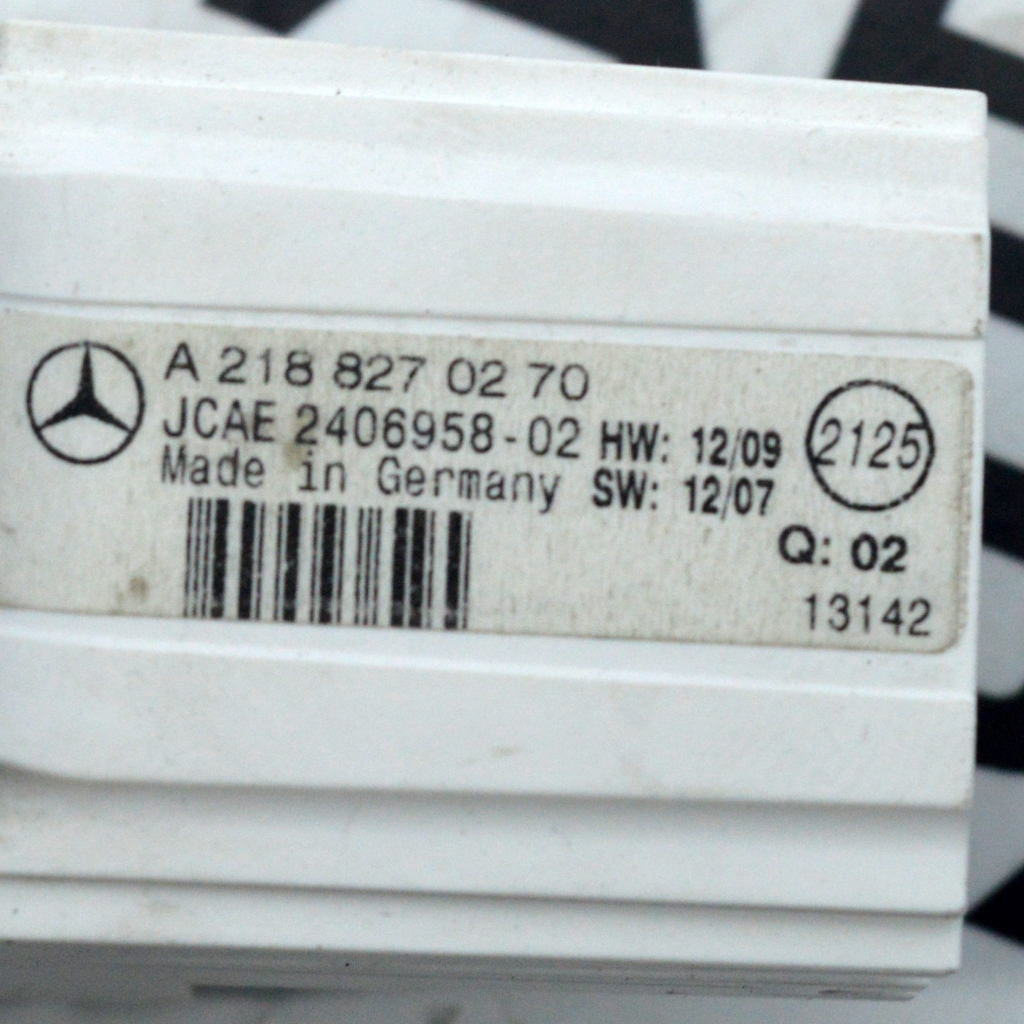 A 218 827 02 70
JCAE 2406958-02 HW: 12/09
Made in Germany SW: 12/07
2125
Q: 02
13142